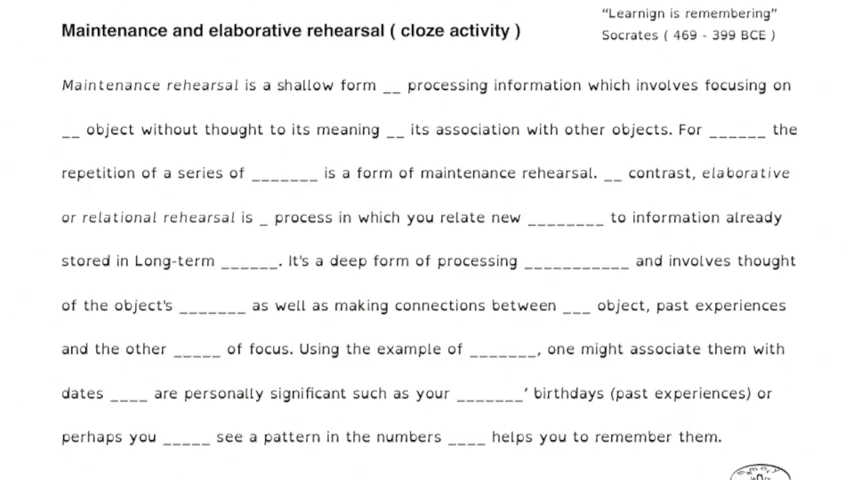 “Learnign is remembering”
Maintenance and elaborative rehearsal ( cloze activity )
Socrates ( 469 - 399 BCE )
Maintenance rehearsal is a shallow form __ processing information which involves focusing on
__ object without thought to its meaning __ its association with other objects. For ______ the
repetition of a series of _______ is a form of maintenance rehearsal. __ contrast, elaborative
or relational rehearsal is _ process in which you relate new ________ to information already
stored in Long-term ______. It's a deep form of processing ___________ and involves thought
of the object's _______ as well as making connections between ___ object, past experiences
and the other _____ of focus. Using the example of _______, one might associate them with
dates ____ are personally significant such as your _______’ birthdays (past experiences) or
perhaps you _____ see a pattern in the numbers ____ helps you to remember them.
memory